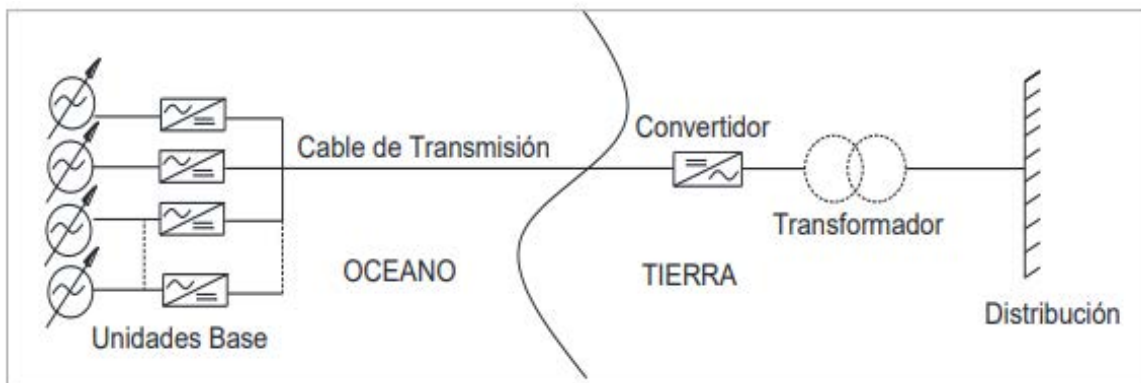 Cable de Transmisión
Convertidor
Transformador
OCEANO
TIERRA
Distribución
Unidades Base